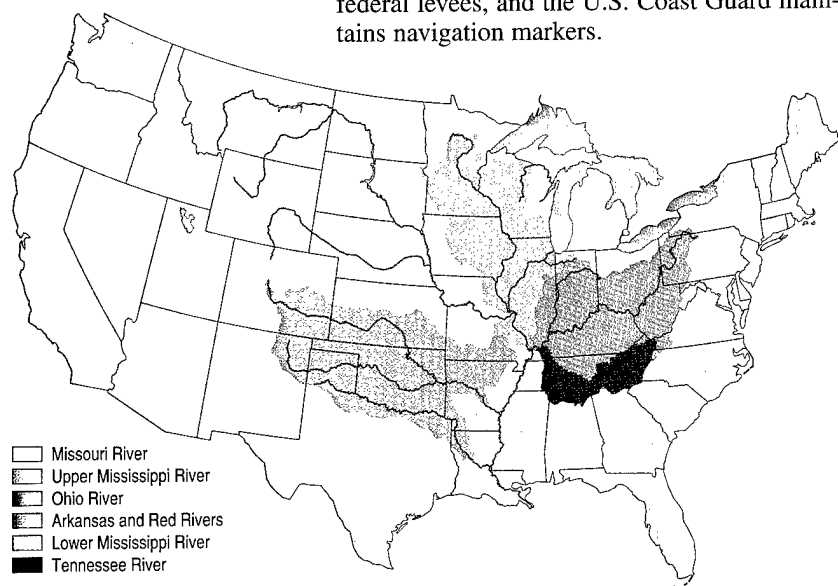 federal levees, and the U.S. Coast Guard main-
tains navigation markers.
Missouri River
Upper Mississippi River
Ohio River
Arkansas and Red Rivers
Lower Mississippi River
Tennessee River